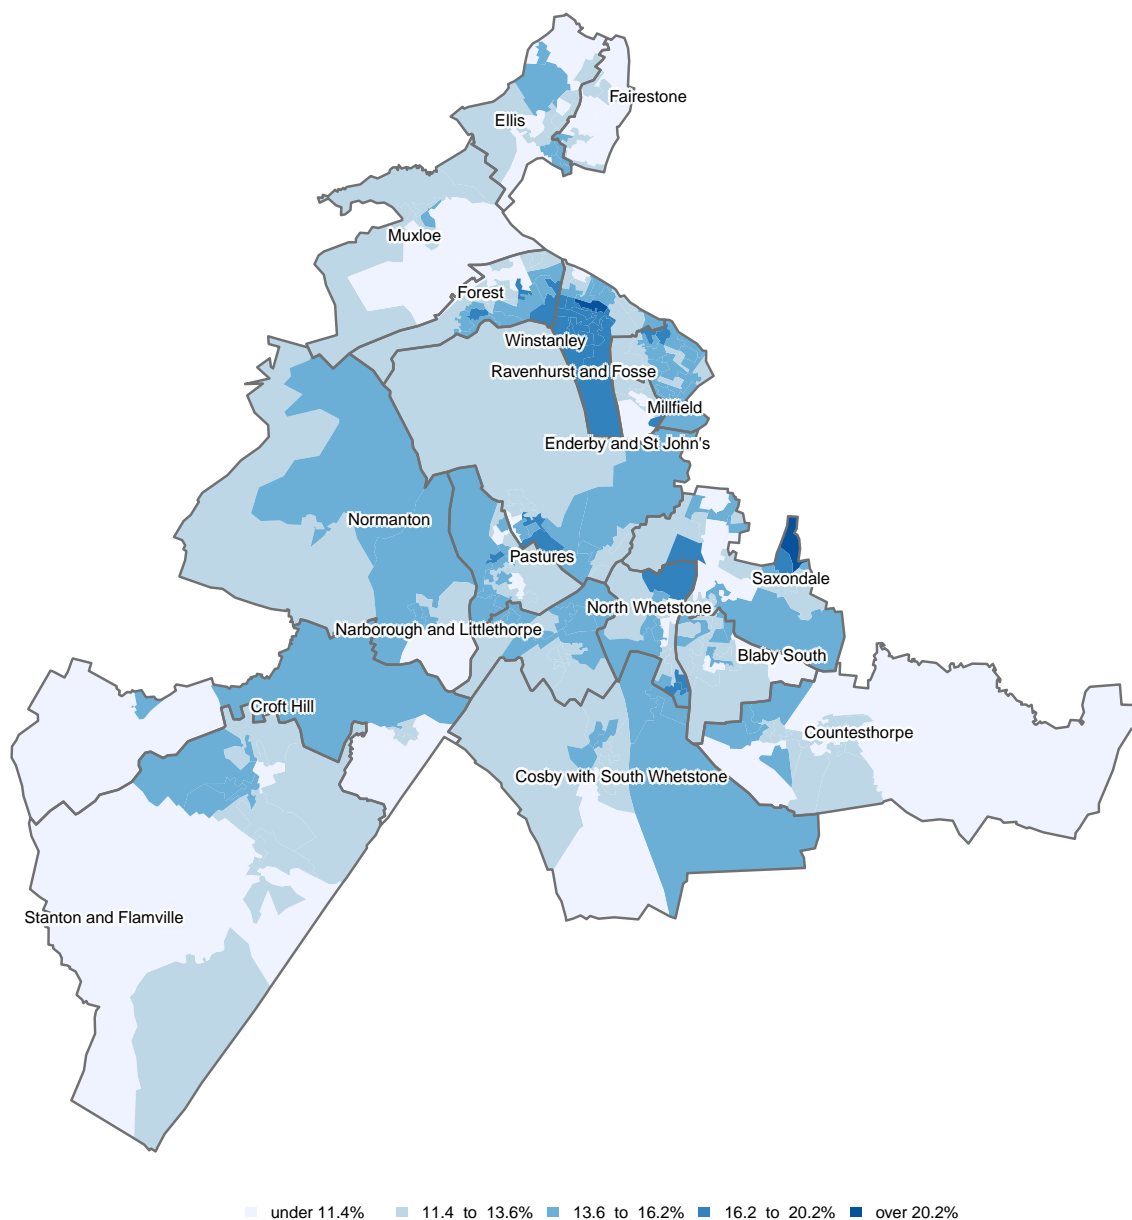 Fairestone
Ellis
Muxloe
Forest
Winstanley
Ravenhurst and Fosse
Millfield
Enderby and St John's
Normanton
Pastures
Saxondale
North Whetstone
Narborough and Littlethorpe
Blaby South
Croft Hill
Countesthorpe
Cosby with South Whetstone
Stanton and Flamville
under 11.4% 11.4 to 13.6% 13.6 to 16.2% 16.2 to 20.2% over 20.2%